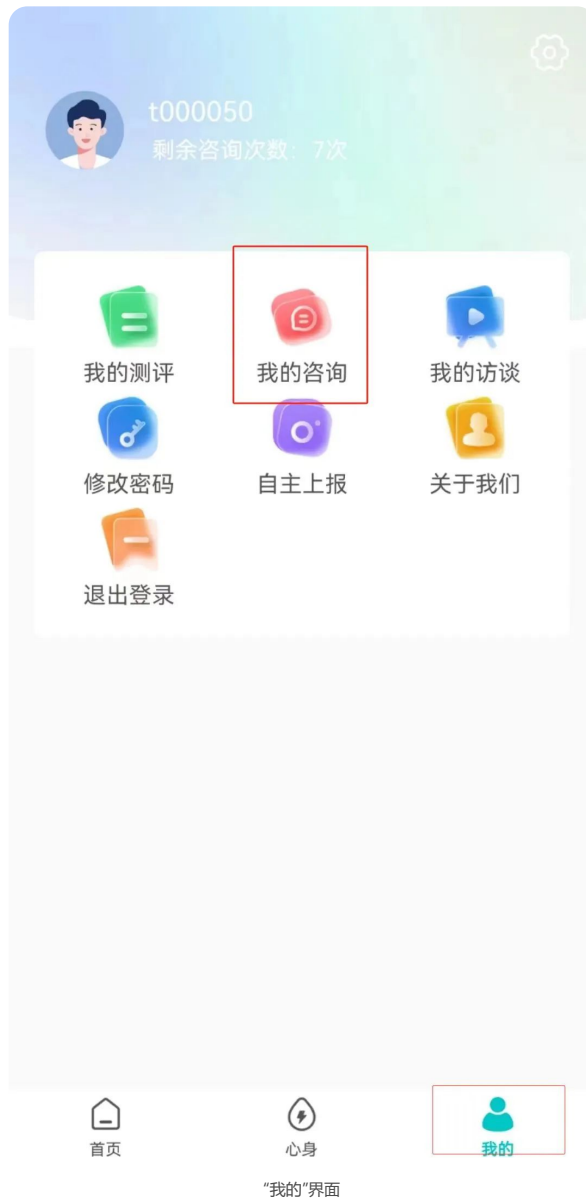 t000050
剩余咨询次数：7次
我的测评 我的咨询 我的访谈
修改密码 自主上报 关于我们
退出登录
首页 心身 我的
“我的”界面